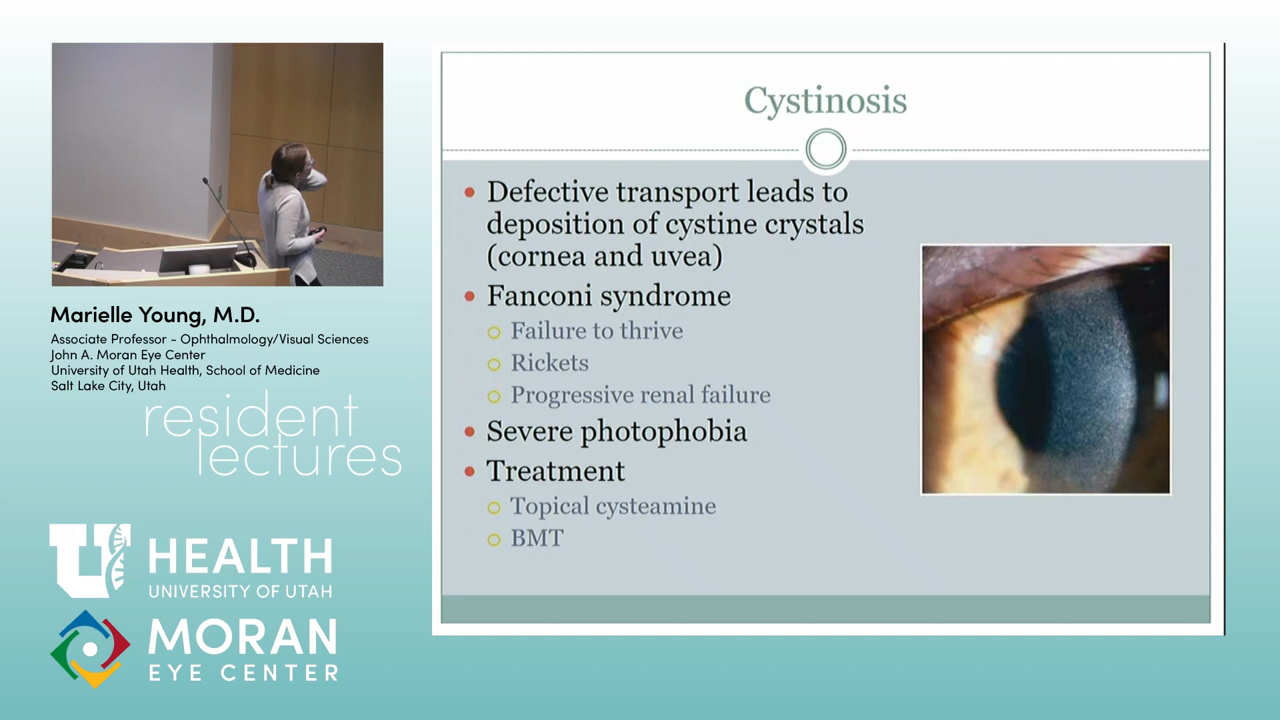 Marielle Young, M.D.
Associate Professor - Ophthalmology/Visual Sciences
John A. Moran Eye Center
University of Utah Health, School of Medicine
Salt Lake City, Utah
resident
lectures
U HEALTH
UNIVERSITY OF UTAH
MORAN
EYE CENTER
Cystinosis
Defective transport leads to
deposition of cystine crystals
(cornea and uvea)
Fanconi syndrome
Failure to thrive
Rickets
Progressive renal failure
Severe photophobia
Treatment
Topical cysteamine
BMT